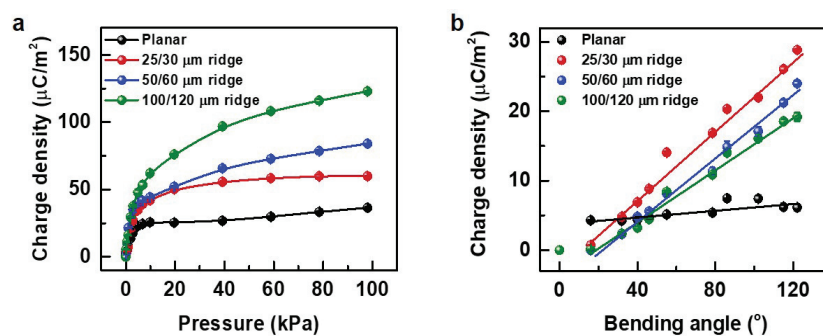 a
Charge density (μC/m²)
150
100
50
0
Planar
25/30 μm ridge
50/60 μm ridge
100/120 μm ridge
0 20 40 60 80 100
Pressure (kPa)
b
Charge density (μC/m²)
30
20
10
0
Planar
25/30 μm ridge
50/60 μm ridge
100/120 μm ridge
0 40 80 120
Bending angle (°)